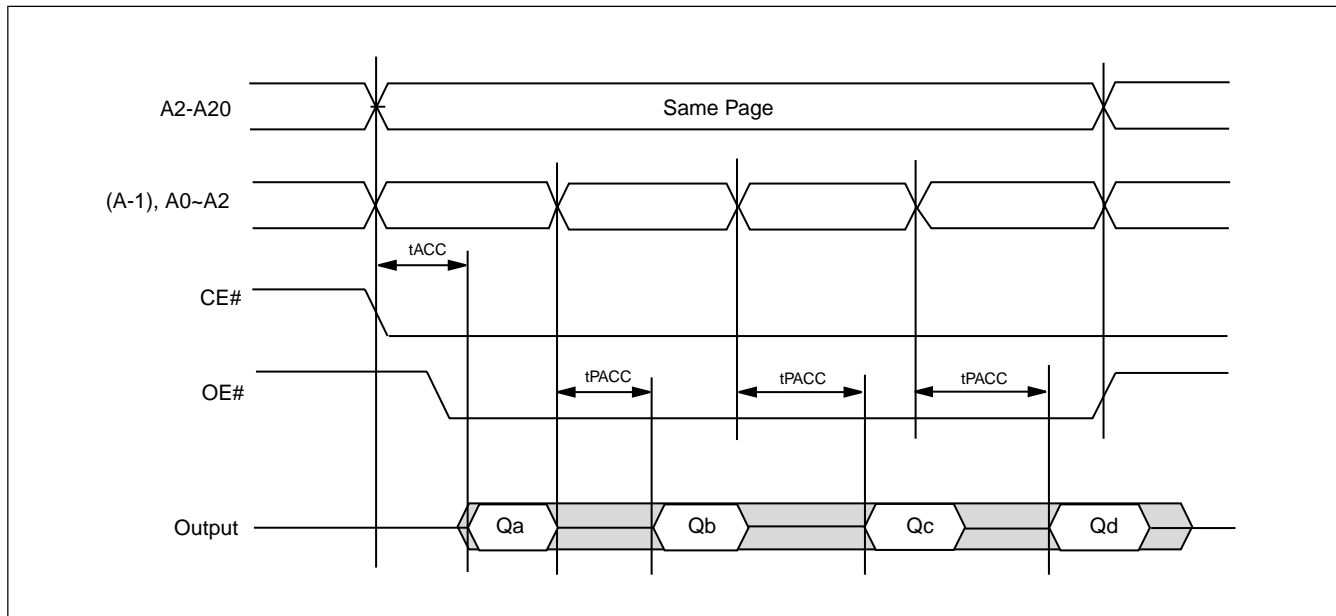 A2-A20
Same Page
(A-1), A0~A2
tACC
CE#
OE#
tPACC
tPACC
tPACC
Output
Qa
Qb
Qc
Qd